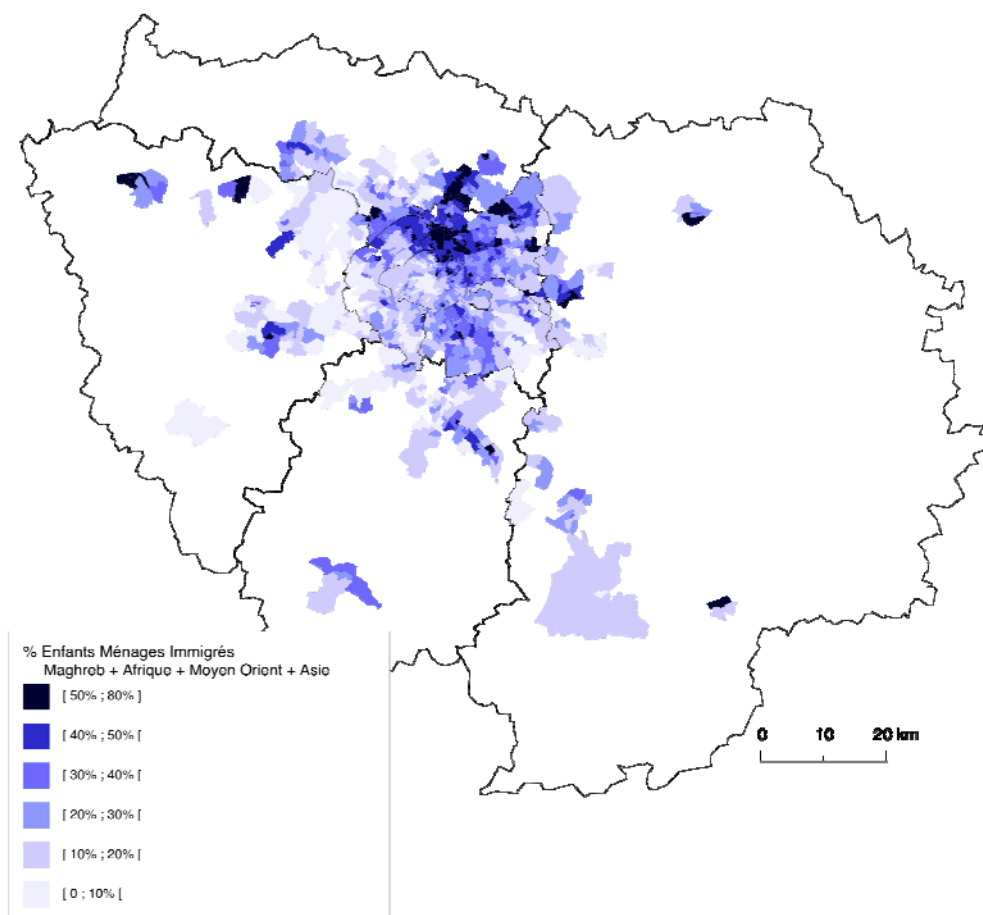 % Enfants Ménages Immigrés
Maghreb + Afrique + Moyen Orient + Asie
[ 50% ; 80% ]
[ 40% ; 50% [
[ 30% ; 40% [
[ 20% ; 30% [
[ 10% ; 20% [
[ 0 ; 10% [
0 10 20 km